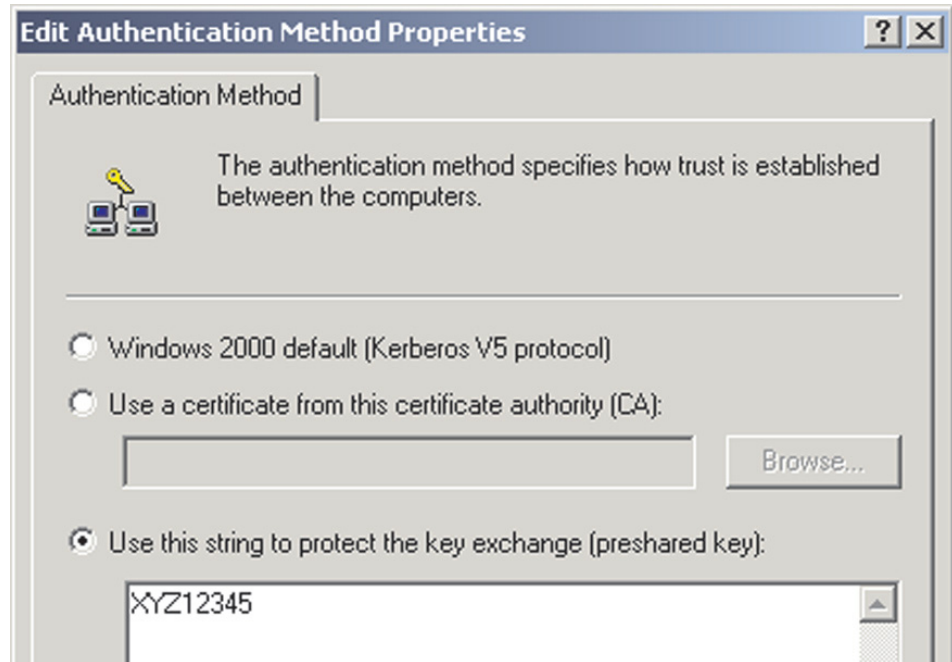 Edit Authentication Method Properties
Authentication Method
The authentication method specifies how trust is established
between the computers.
Windows 2000 default (Kerberos V5 protocol)
Use a certificate from this certificate authority (CA):
Browse...
Use this string to protect the key exchange (preshared key):
XYZ12345